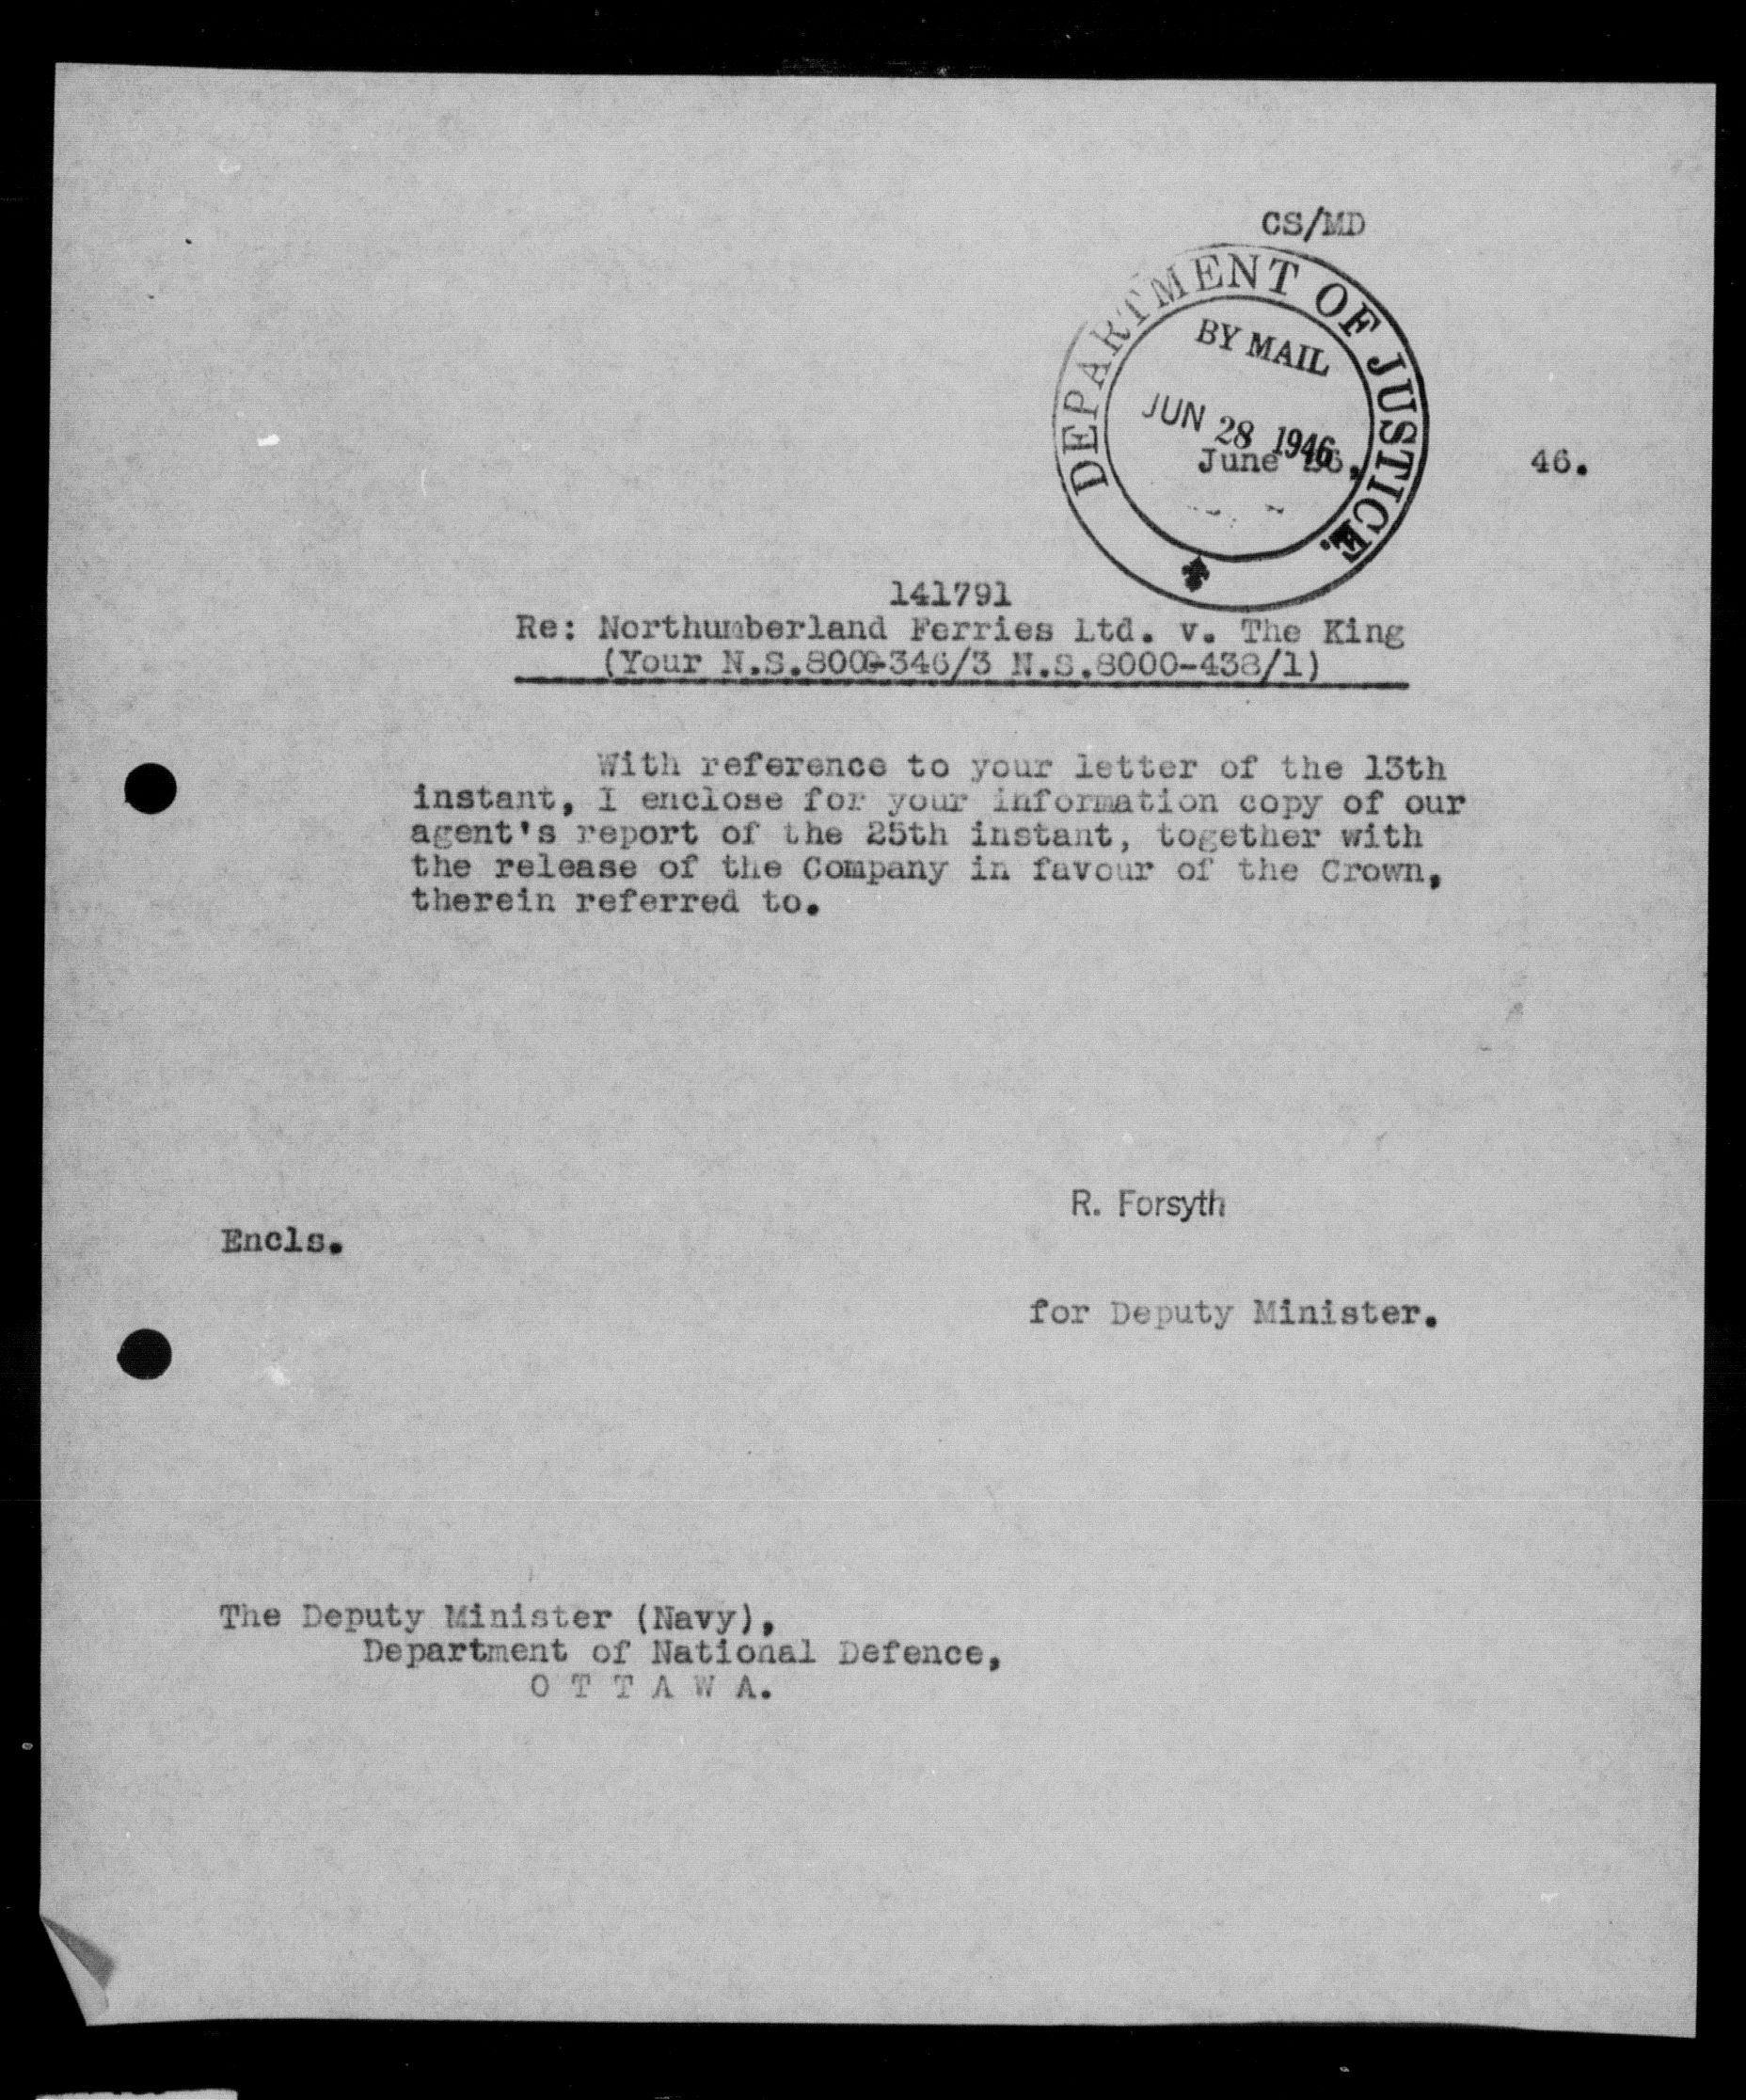 CS/MD
DEPARTMENT OF JUSTICE.
BY MAIL
JUN 28 1946
June 26, 46.
141791
Re: Northumberland Ferries Ltd. v. The King
(Your N.S.8000-346/3 N.S.8000-438/1)
With reference to your letter of the 13th
instant, I enclose for your information copy of our
agent's report of the 25th instant, together with
the release of the Company in favour of the Crown,
therein referred to.
R. Forsyth
Encls.
for Deputy Minister.
The Deputy Minister (Navy),
Department of National Defence,
O T T A W A.